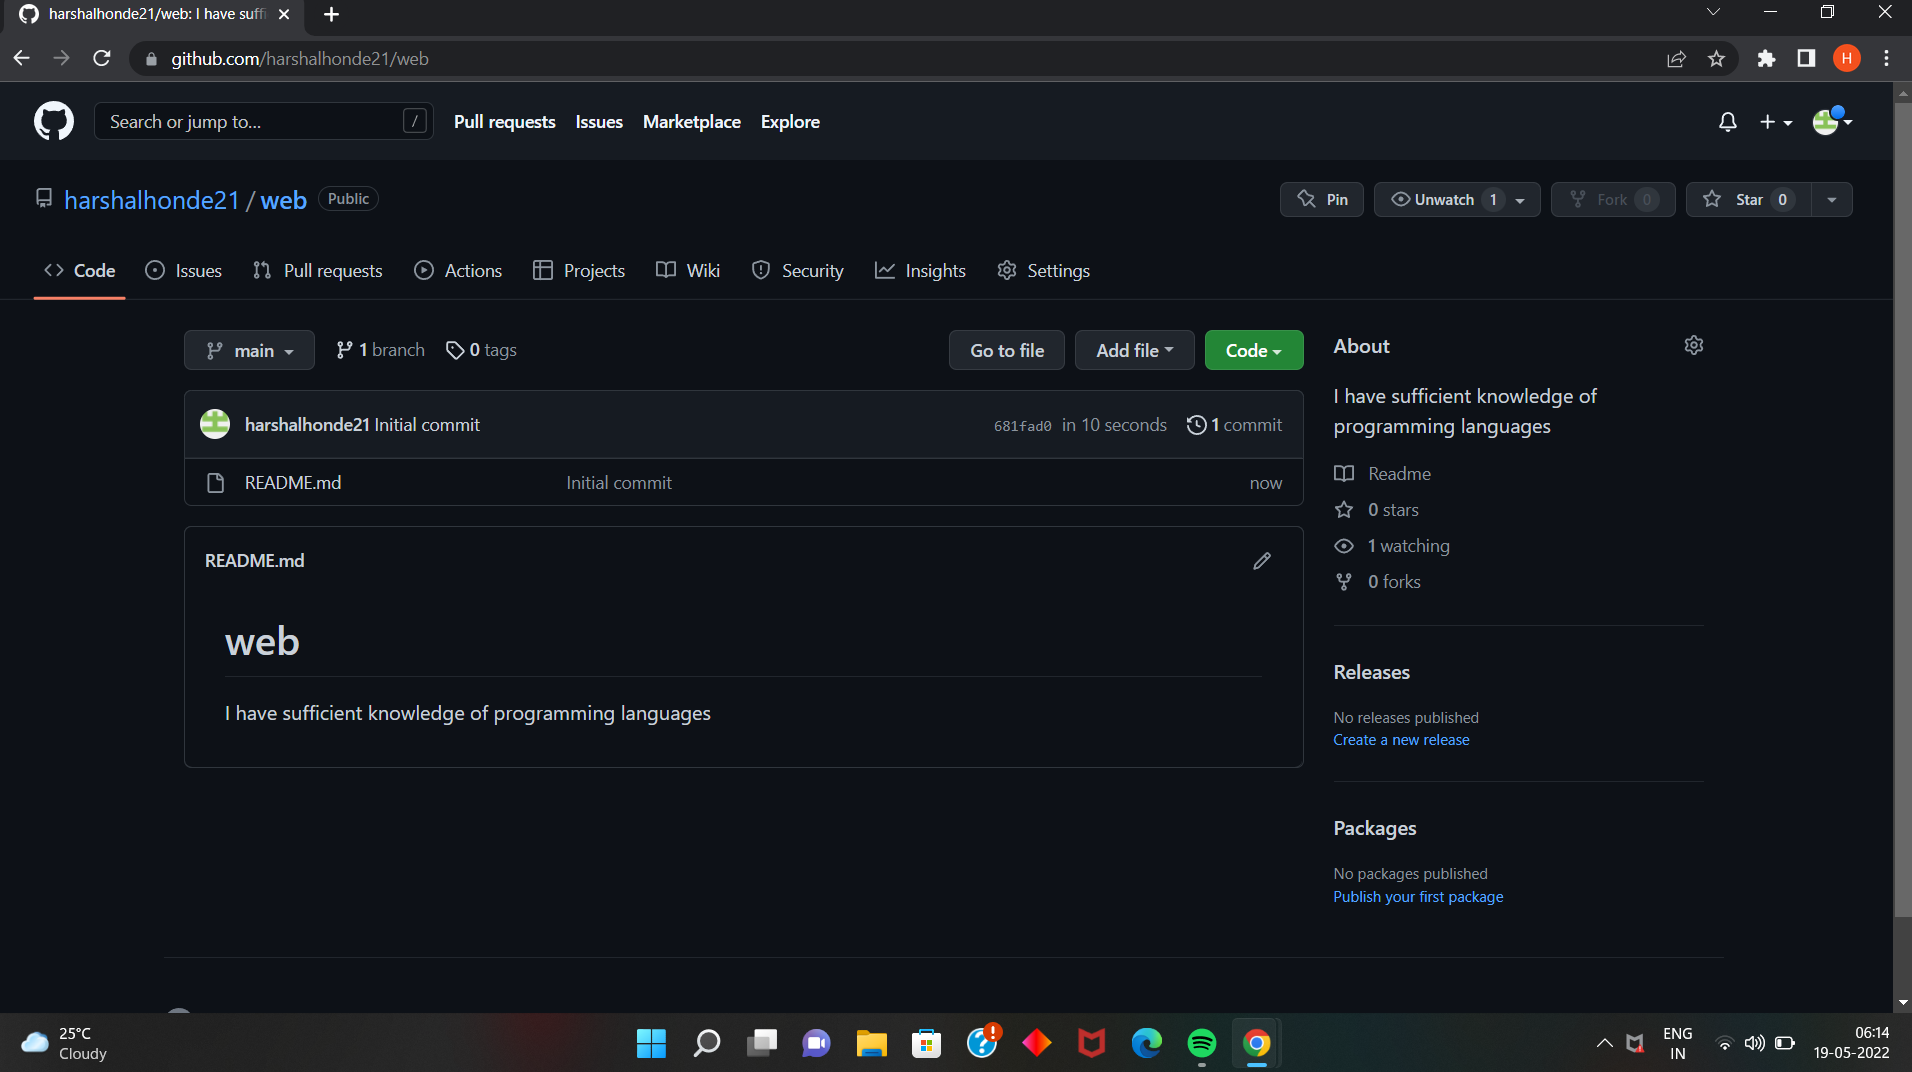 harshalhonde21/web: I have suffi
github.com/harshalhonde21/web
H
Search or jump to...
/
Pull requests
Issues
Marketplace
Explore
harshalhonde21 / web
Public
Pin
Unwatch 1
Fork 0
Star 0
Code
Issues
Pull requests
Actions
Projects
Wiki
Security
Insights
Settings
main
1 branch
0 tags
Go to file
Add file
Code
harshalhonde21 Initial commit
681fad0 in 10 seconds
1 commit
README.md
Initial commit
now
README.md
web
I have sufficient knowledge of programming languages
About
I have sufficient knowledge of
programming languages
Readme
0 stars
1 watching
0 forks
Releases
No releases published
Create a new release
Packages
No packages published
Publish your first package
25°C
Cloudy
ENG
IN
06:14
19-05-2022